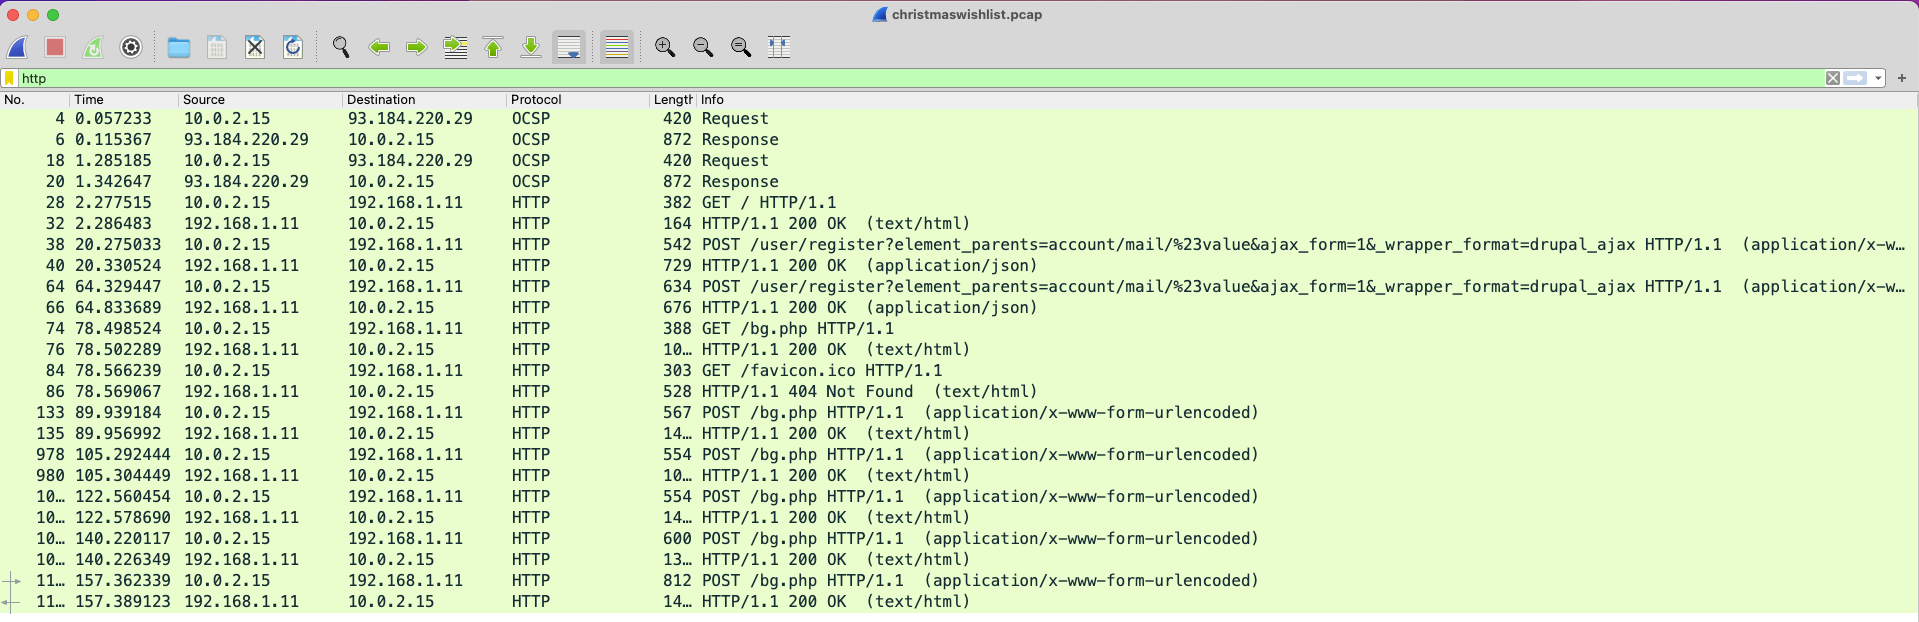 christmaswishlist.pcap
http
No. Time Source Destination Protocol Length Info
4 0.057233 10.0.2.15 93.184.220.29 OCSP 420 Request
6 0.115367 93.184.220.29 10.0.2.15 OCSP 872 Response
18 1.285185 10.0.2.15 93.184.220.29 OCSP 420 Request
20 1.342647 93.184.220.29 10.0.2.15 OCSP 872 Response
28 2.277515 10.0.2.15 192.168.1.11 HTTP 382 GET / HTTP/1.1
32 2.286483 192.168.1.11 10.0.2.15 HTTP 164 HTTP/1.1 200 OK (text/html)
38 20.275033 10.0.2.15 192.168.1.11 HTTP 542 POST /user/register?element_parents=account/mail/%23value&ajax_form=1&_wrapper_format=drupal_ajax HTTP/1.1 (application/x-w…
40 20.330524 192.168.1.11 10.0.2.15 HTTP 729 HTTP/1.1 200 OK (application/json)
64 64.329447 10.0.2.15 192.168.1.11 HTTP 634 POST /user/register?element_parents=account/mail/%23value&ajax_form=1&_wrapper_format=drupal_ajax HTTP/1.1 (application/x-w…
66 64.833689 192.168.1.11 10.0.2.15 HTTP 676 HTTP/1.1 200 OK (application/json)
74 78.498524 10.0.2.15 192.168.1.11 HTTP 388 GET /bg.php HTTP/1.1
76 78.502289 192.168.1.11 10.0.2.15 HTTP 10… HTTP/1.1 200 OK (text/html)
84 78.566239 10.0.2.15 192.168.1.11 HTTP 303 GET /favicon.ico HTTP/1.1
86 78.569067 192.168.1.11 10.0.2.15 HTTP 528 HTTP/1.1 404 Not Found (text/html)
133 89.939184 10.0.2.15 192.168.1.11 HTTP 567 POST /bg.php HTTP/1.1 (application/x-www-form-urlencoded)
135 89.956992 192.168.1.11 10.0.2.15 HTTP 14… HTTP/1.1 200 OK (text/html)
978 105.292444 10.0.2.15 192.168.1.11 HTTP 554 POST /bg.php HTTP/1.1 (application/x-www-form-urlencoded)
980 105.304449 192.168.1.11 10.0.2.15 HTTP 10… HTTP/1.1 200 OK (text/html)
10… 122.560454 10.0.2.15 192.168.1.11 HTTP 554 POST /bg.php HTTP/1.1 (application/x-www-form-urlencoded)
10… 122.578690 192.168.1.11 10.0.2.15 HTTP 14… HTTP/1.1 200 OK (text/html)
10… 140.220117 10.0.2.15 192.168.1.11 HTTP 600 POST /bg.php HTTP/1.1 (application/x-www-form-urlencoded)
10… 140.226349 192.168.1.11 10.0.2.15 HTTP 13… HTTP/1.1 200 OK (text/html)
11… 157.362339 10.0.2.15 192.168.1.11 HTTP 812 POST /bg.php HTTP/1.1 (application/x-www-form-urlencoded)
11… 157.389123 192.168.1.11 10.0.2.15 HTTP 14… HTTP/1.1 200 OK (text/html)